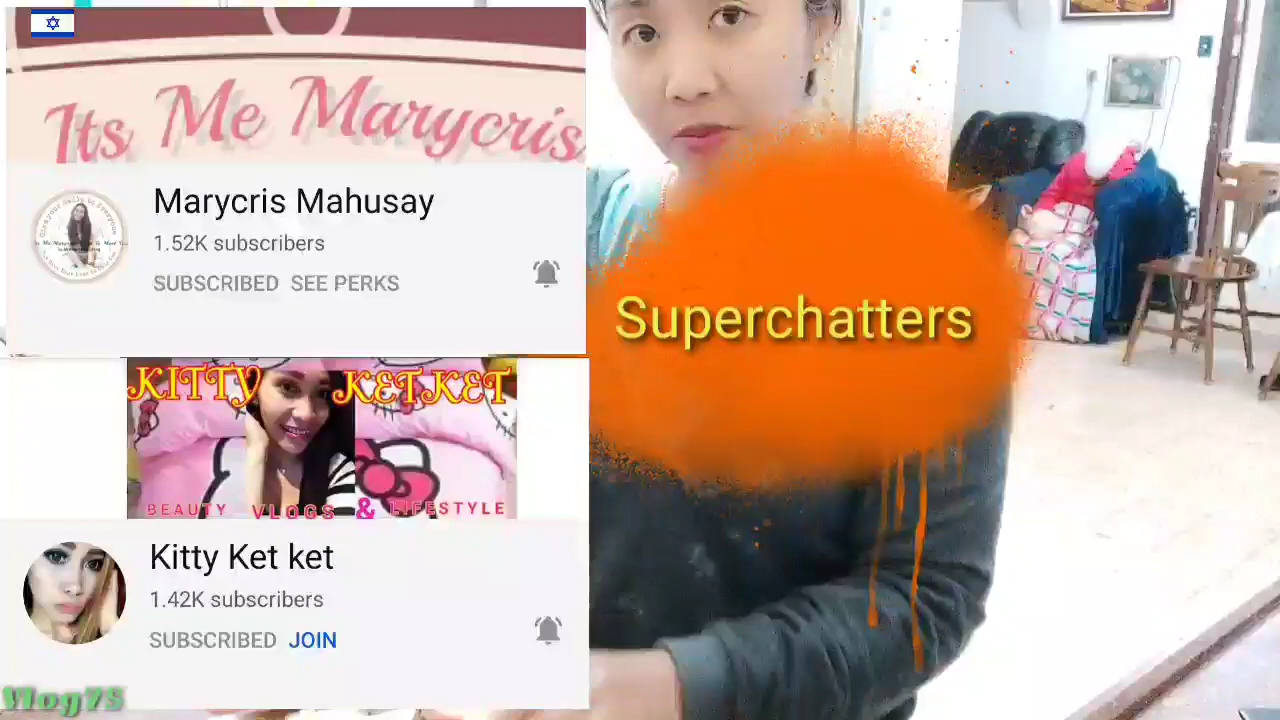 Its Me Marycris
Marycris Mahusay
1.52K subscribers
SUBSCRIBED SEE PERKS
KITTY KET KET
BEAUTY VLOGS & LIFESTYLE
Kitty Ket ket
1.42K subscribers
SUBSCRIBED JOIN
Vlog75
Superchatters